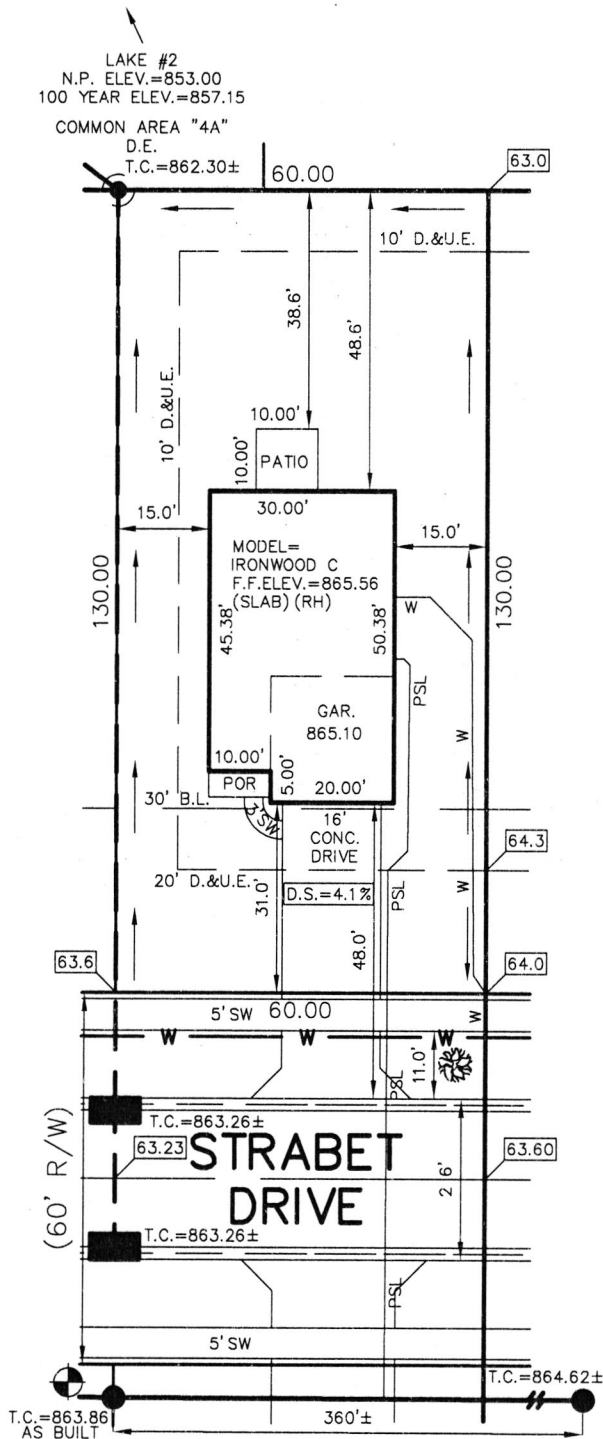 LAKE #2
N.P. ELEV.=853.00
100 YEAR ELEV.=857.15
COMMON AREA "4A"
D.E.
T.C.=862.30±
60.00
63.0
10' D.&U.E.
38.6'
48.6'
10' D.&U.E.
10.00'
10.00'
PATIO
30.00'
15.0'
15.0'
130.00
130.00
MODEL=
IRONWOOD C
F.F.ELEV.=865.56
(SLAB) (RH)
45.38'
50.38'
W
PSL
GAR.
865.10
W
10.00'
5.00'
20.00'
POR
30' B.L.
3'SW
16'
CONC.
DRIVE
64.3
20' D.&U.E.
D.S.=4.1%
PSL
W
31.0'
48.0'
63.6
64.0
5' SW
60.00
W
W
W
W
11.0'
PSL
T.C.=863.26±
(60' R/W)
63.23
STRABET
DRIVE
63.60
26'
T.C.=863.26±
PSL
5' SW
T.C.=864.62±
T.C.=863.86
AS BUILT
360'±